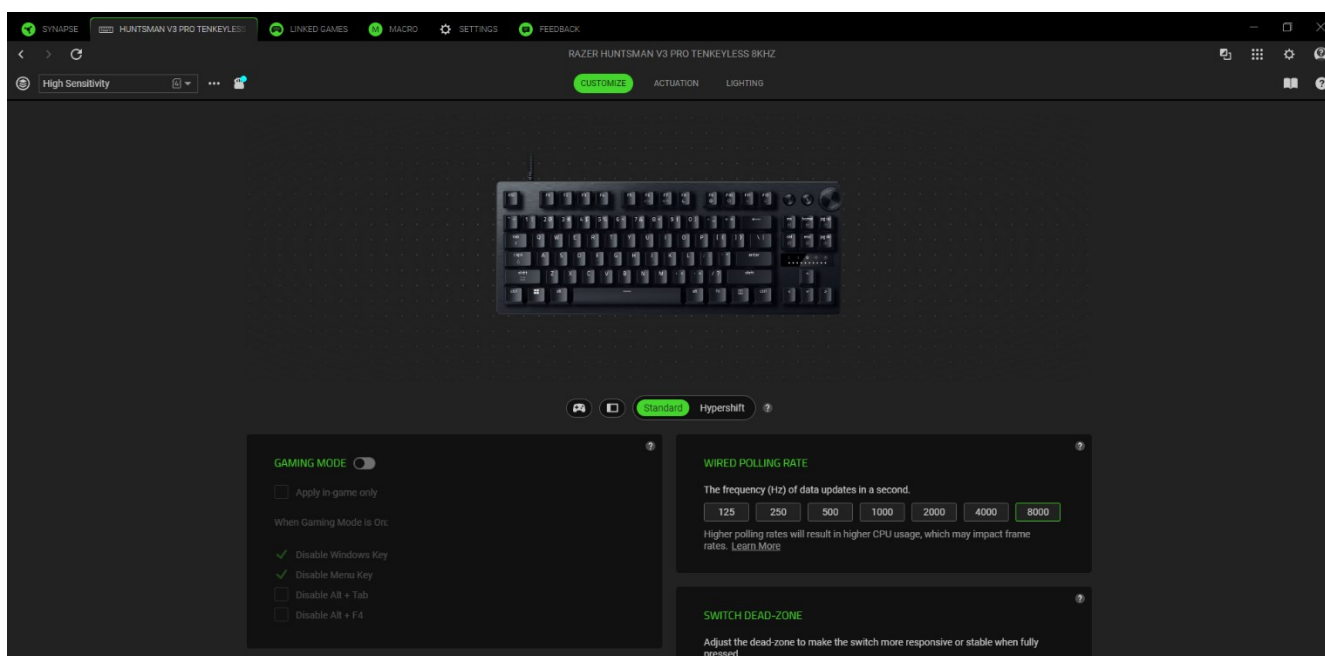 SYNAPSE
HUNTSMAN V3 PRO TENKEYLESS
LINKED GAMES
MACRO
SETTINGS
FEEDBACK
RAZER HUNTSMAN V3 PRO TENKEYLESS 8KHZ
High Sensitivity
CUSTOMIZE
ACTUATION
LIGHTING
Standard
Hypershift
GAMING MODE
Apply in-game only
When Gaming Mode is On:
Disable Windows Key
Disable Menu Key
Disable Alt + Tab
Disable Alt + F4
WIRED POLLING RATE
The frequency (Hz) of data updates in a second.
125 250 500 1000 2000 4000 8000
Higher polling rates will result in higher CPU usage, which may impact frame
rates. Learn More
SWITCH DEAD-ZONE
Adjust the dead-zone to make the switch more responsive or stable when fully
pressed